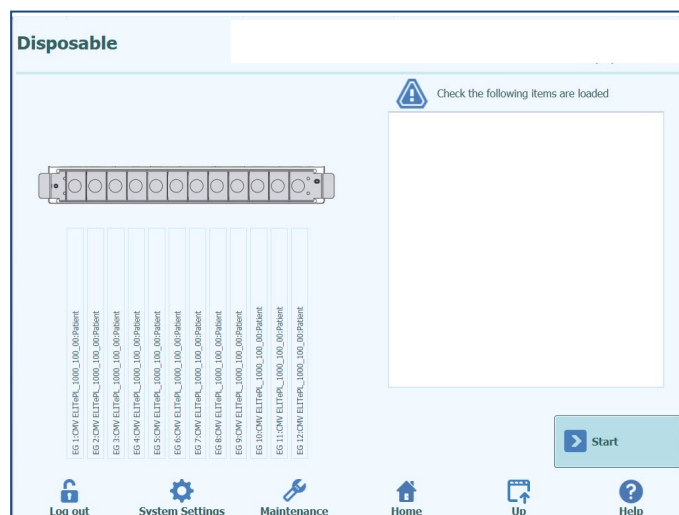 Disposable
Check the following items are loaded
EG 1:CMV ELITePL_1000_100_00:Patient
EG 2:CMV ELITePL_1000_100_00:Patient
EG 3:CMV ELITePL_1000_100_00:Patient
EG 4:CMV ELITePL_1000_100_00:Patient
EG 5:CMV ELITePL_1000_100_00:Patient
EG 6:CMV ELITePL_1000_100_00:Patient
EG 7:CMV ELITePL_1000_100_00:Patient
EG 8:CMV ELITePL_1000_100_00:Patient
EG 9:CMV ELITePL_1000_100_00:Patient
EG 10:CMV ELITePL_1000_100_00:Patient
EG 11:CMV ELITePL_1000_100_00:Patient
EG 12:CMV ELITePL_1000_100_00:Patient
Start
Log out
System Settings
Maintenance
Home
Up
Help